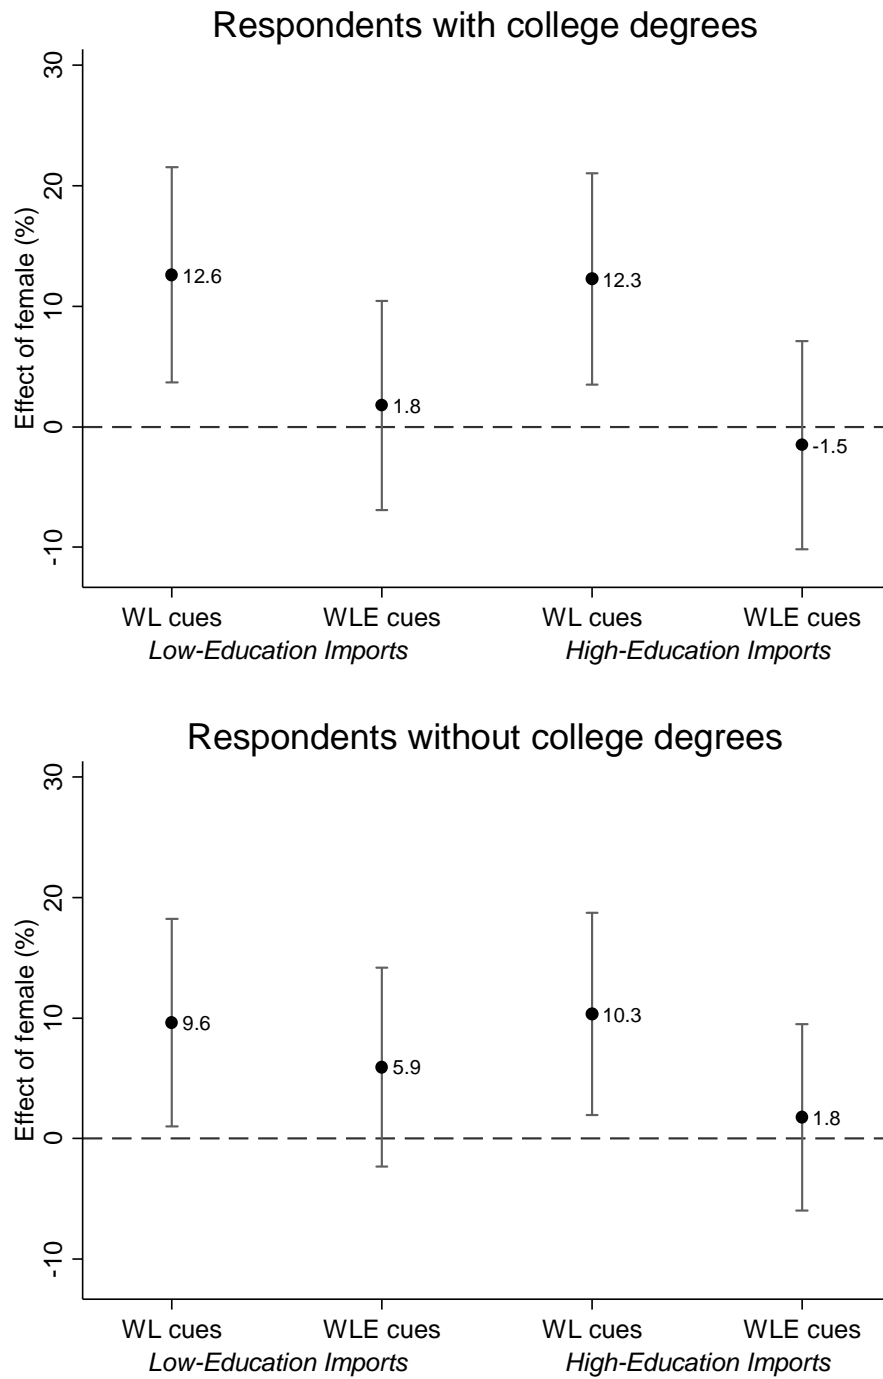 Respondents with college degrees
Effect of female (%)
30
20
10
0
-10
12.6
1.8
12.3
-1.5
WL cues WLE cues WL cues WLE cues
Low-Education Imports High-Education Imports
Respondents without college degrees
Effect of female (%)
30
20
10
0
-10
9.6
5.9
10.3
1.8
WL cues WLE cues WL cues WLE cues
Low-Education Imports High-Education Imports